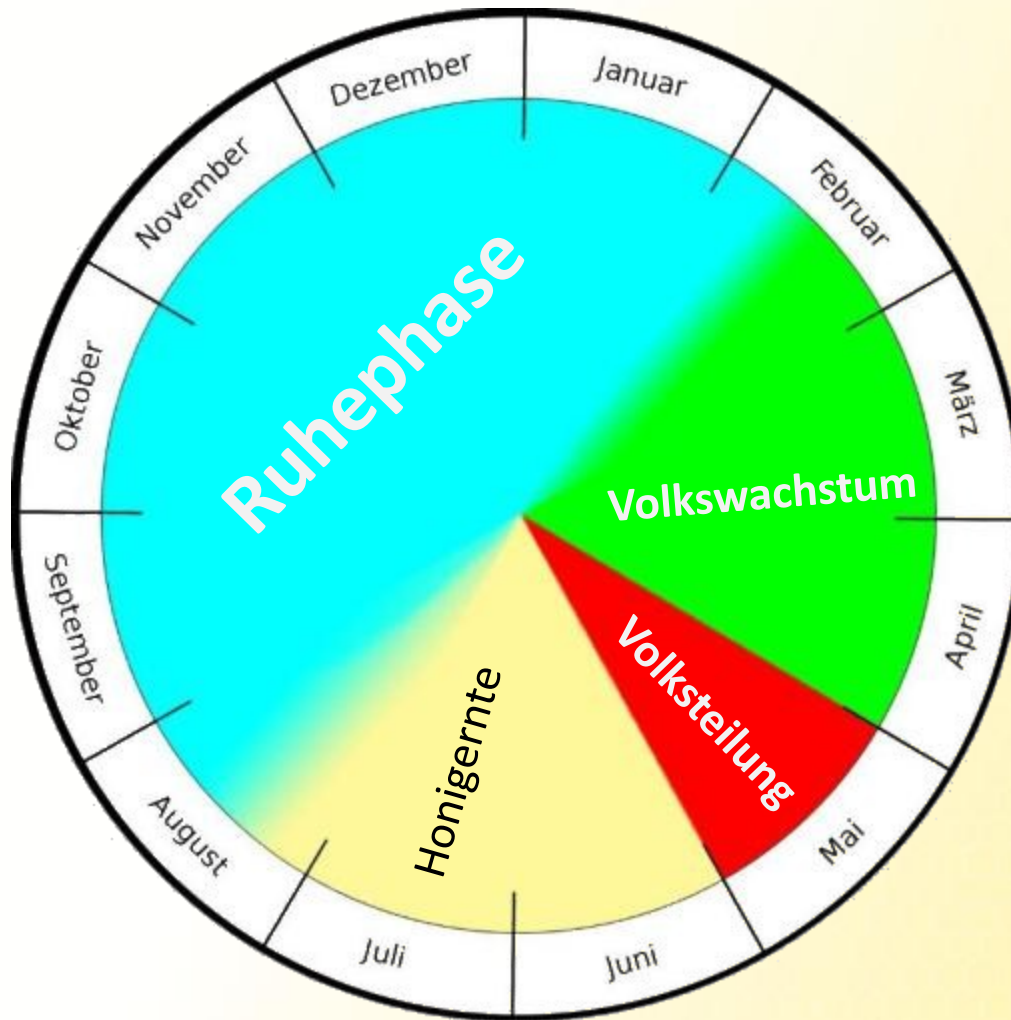 Januar
Februar
März
April
Mai
Juni
Juli
August
September
Oktober
November
Dezember
Ruhephase
Volkswachstum
Volksteilung
Honigernte